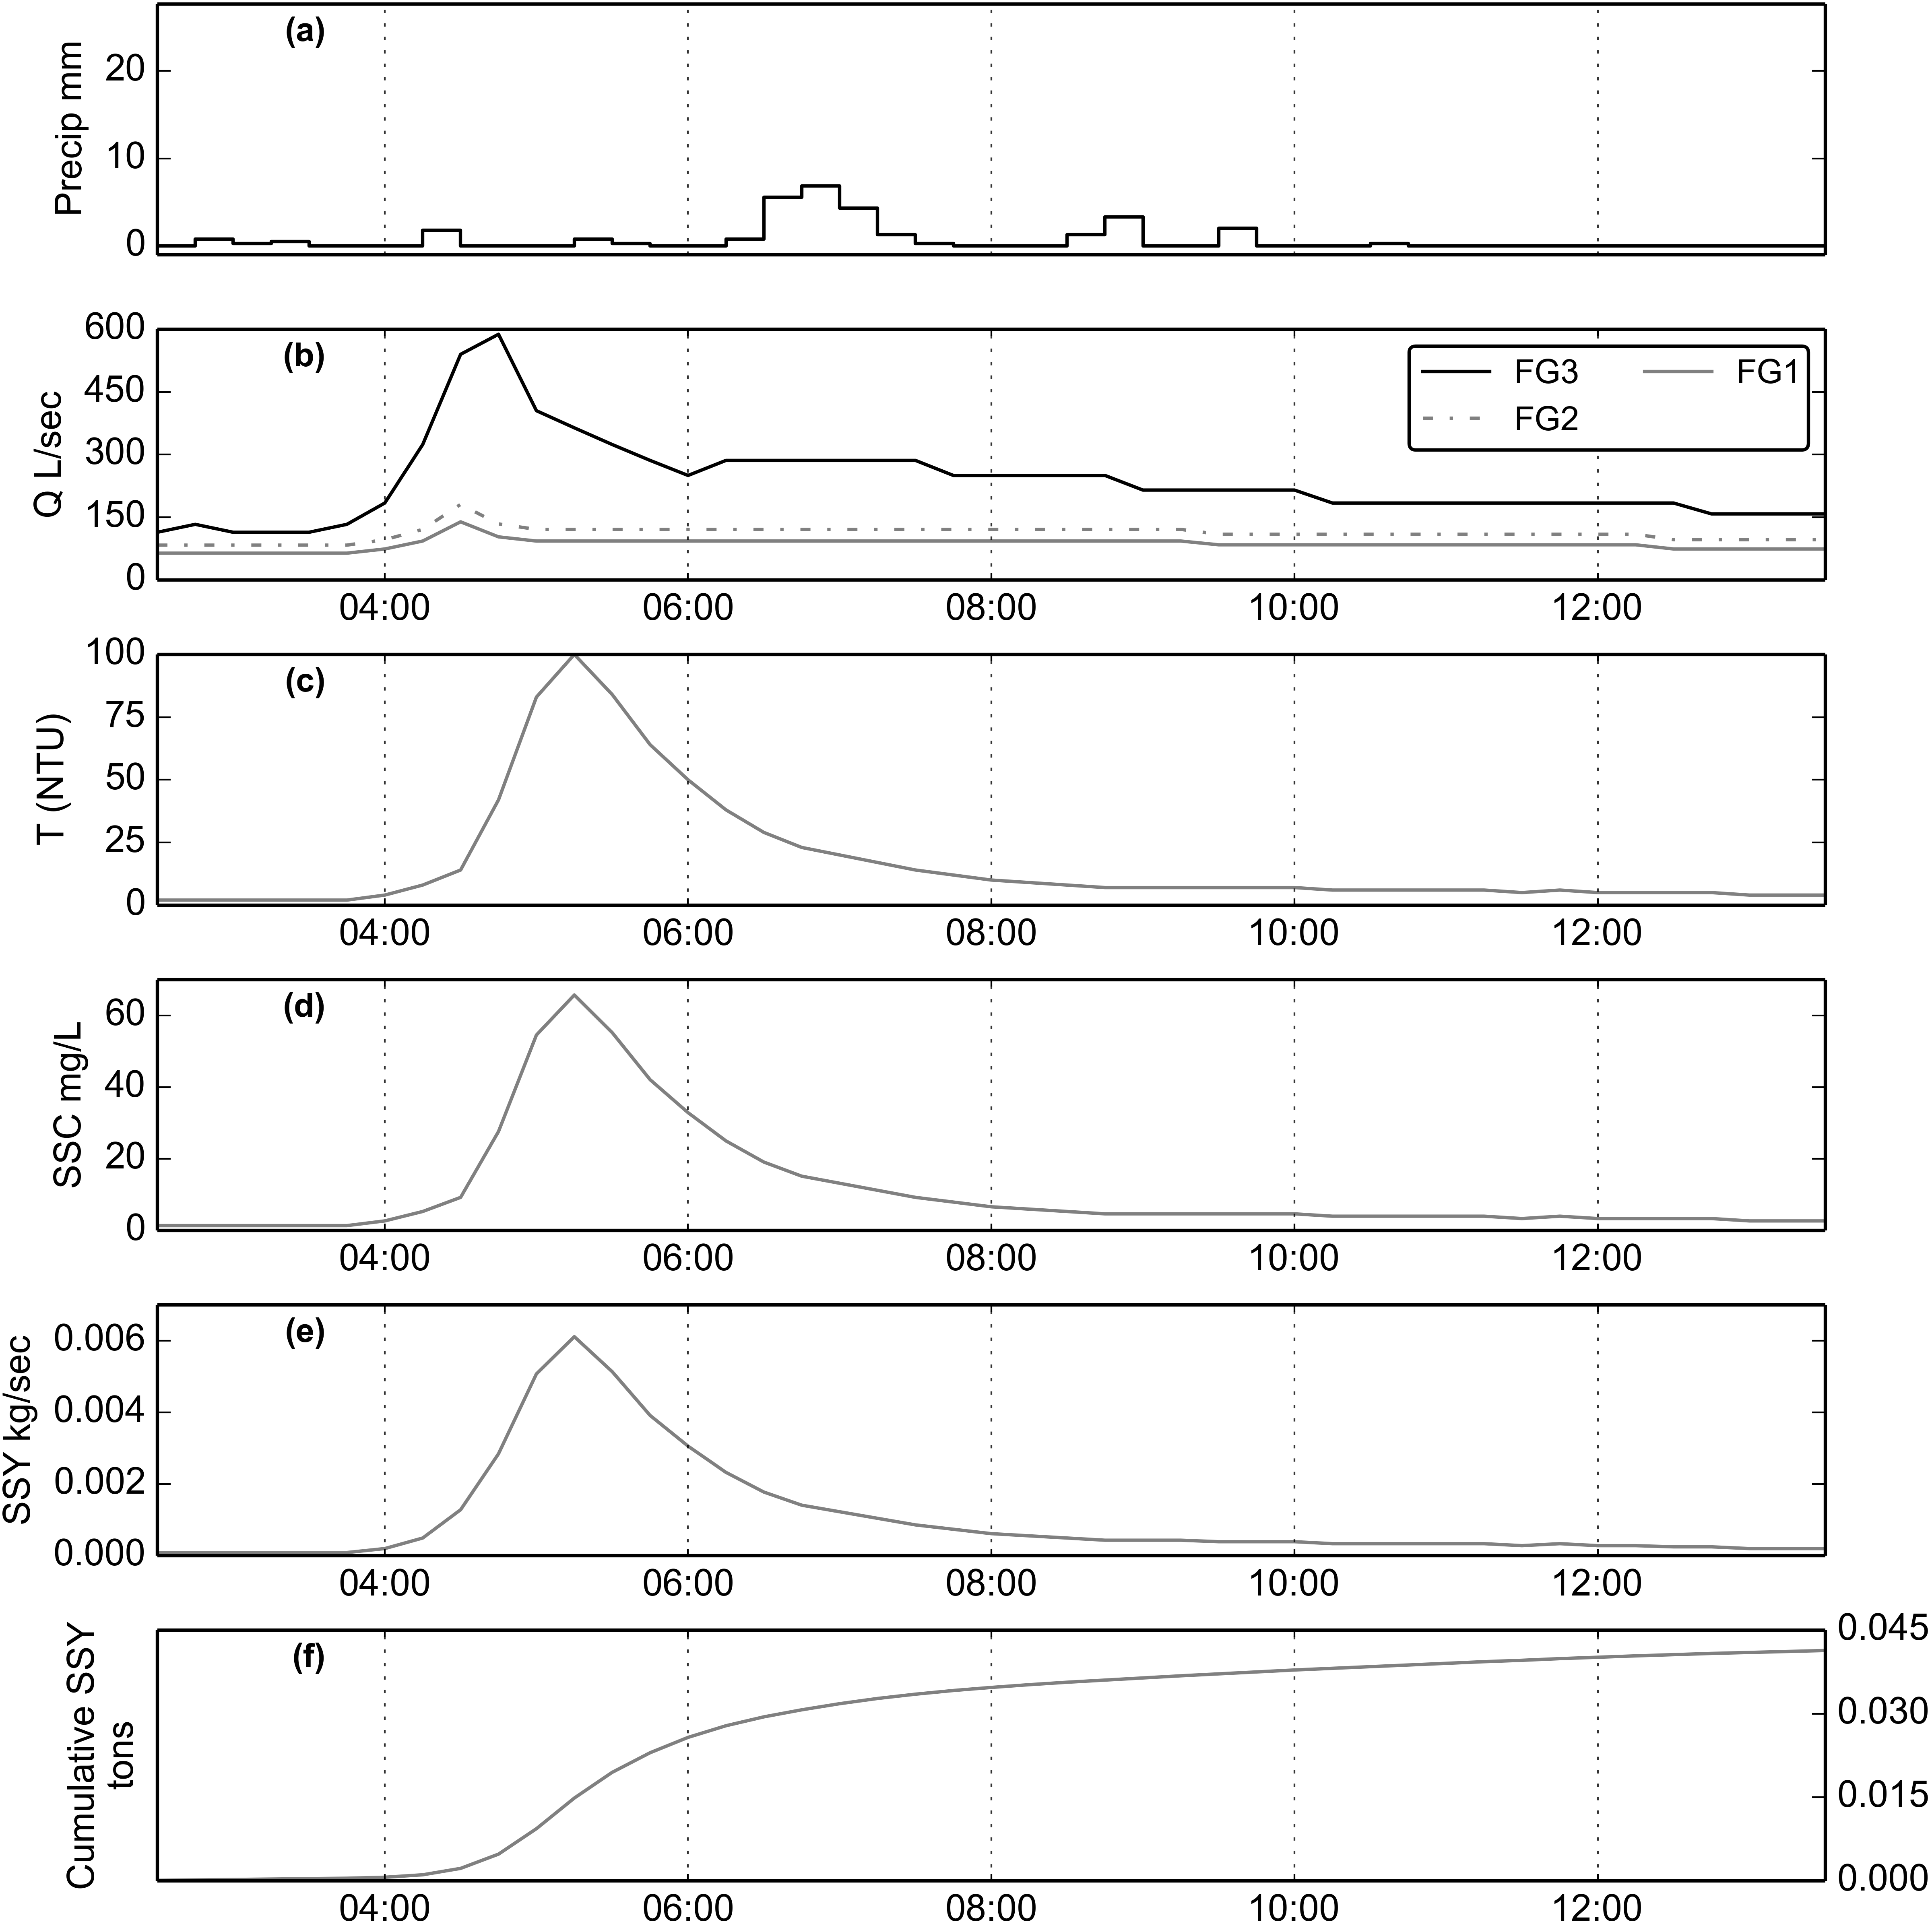 (a)
Precip mm
20
10
0
(b)
Q L/sec
600
450
300
150
0
FG3 FG1
FG2
04:00 06:00 08:00 10:00 12:00
(c)
T (NTU)
100
75
50
25
0
04:00 06:00 08:00 10:00 12:00
(d)
SSC mg/L
60
40
20
0
04:00 06:00 08:00 10:00 12:00
(e)
SSY kg/sec
0.006
0.004
0.002
0.000
04:00 06:00 08:00 10:00 12:00
(f)
Cumulative SSY
tons
0.045
0.030
0.015
0.000
04:00 06:00 08:00 10:00 12:00